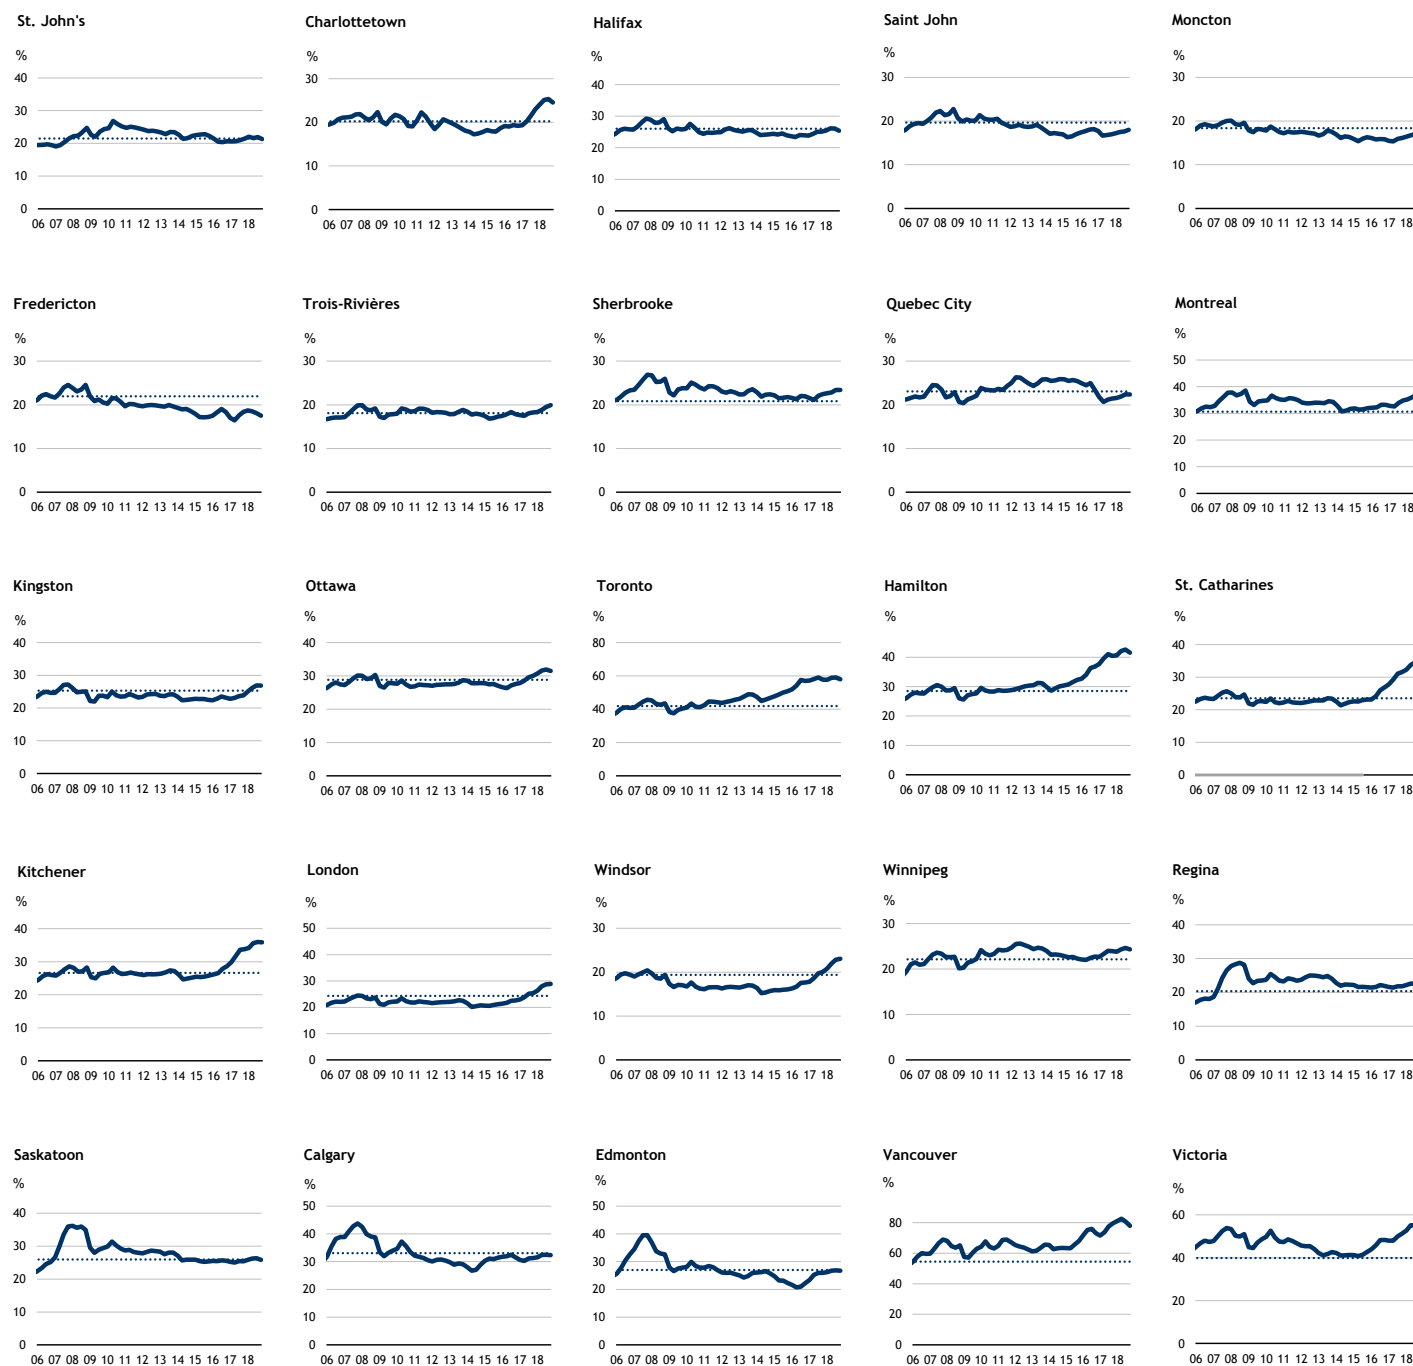 St. John's
%
40
30
20
10
0
06 07 08 09 10 11 12 13 14 15 16 17 18
Charlottetown
%
30
20
10
0
06 07 08 09 10 11 12 13 14 15 16 17 18
Halifax
%
40
30
20
10
0
06 07 08 09 10 11 12 13 14 15 16 17 18
Saint John
%
30
20
10
0
06 07 08 09 10 11 12 13 14 15 16 17 18
Moncton
%
30
20
10
0
06 07 08 09 10 11 12 13 14 15 16 17 18
Fredericton
%
30
20
10
0
06 07 08 09 10 11 12 13 14 15 16 17 18
Trois-Rivières
%
30
20
10
0
06 07 08 09 10 11 12 13 14 15 16 17 18
Sherbrooke
%
30
20
10
0
06 07 08 09 10 11 12 13 14 15 16 17 18
Quebec City
%
30
20
10
0
06 07 08 09 10 11 12 13 14 15 16 17 18
Montreal
%
50
40
30
20
10
0
06 07 08 09 10 11 12 13 14 15 16 17 18
Kingston
%
40
30
20
10
0
06 07 08 09 10 11 12 13 14 15 16 17 18
Ottawa
%
40
30
20
10
0
06 07 08 09 10 11 12 13 14 15 16 17 18
Toronto
%
80
60
40
20
0
06 07 08 09 10 11 12 13 14 15 16 17 18
Hamilton
%
40
30
20
10
0
06 07 08 09 10 11 12 13 14 15 16 17 18
St. Catharines
%
40
30
20
10
0
06 07 08 09 10 11 12 13 14 15 16 17 18
Kitchener
%
40
30
20
10
0
06 07 08 09 10 11 12 13 14 15 16 17 18
London
%
50
40
30
20
10
0
06 07 08 09 10 11 12 13 14 15 16 17 18
Windsor
%
30
20
10
0
06 07 08 09 10 11 12 13 14 15 16 17 18
Winnipeg
%
30
20
10
0
06 07 08 09 10 11 12 13 14 15 16 17 18
Regina
%
40
30
20
10
0
06 07 08 09 10 11 12 13 14 15 16 17 18
Saskatoon
%
40
30
20
10
0
06 07 08 09 10 11 12 13 14 15 16 17 18
Calgary
%
50
40
30
20
10
0
06 07 08 09 10 11 12 13 14 15 16 17 18
Edmonton
%
50
40
30
20
10
0
06 07 08 09 10 11 12 13 14 15 16 17 18
Vancouver
%
80
60
40
20
0
06 07 08 09 10 11 12 13 14 15 16 17 18
Victoria
%
60
40
20
0
06 07 08 09 10 11 12 13 14 15 16 17 18